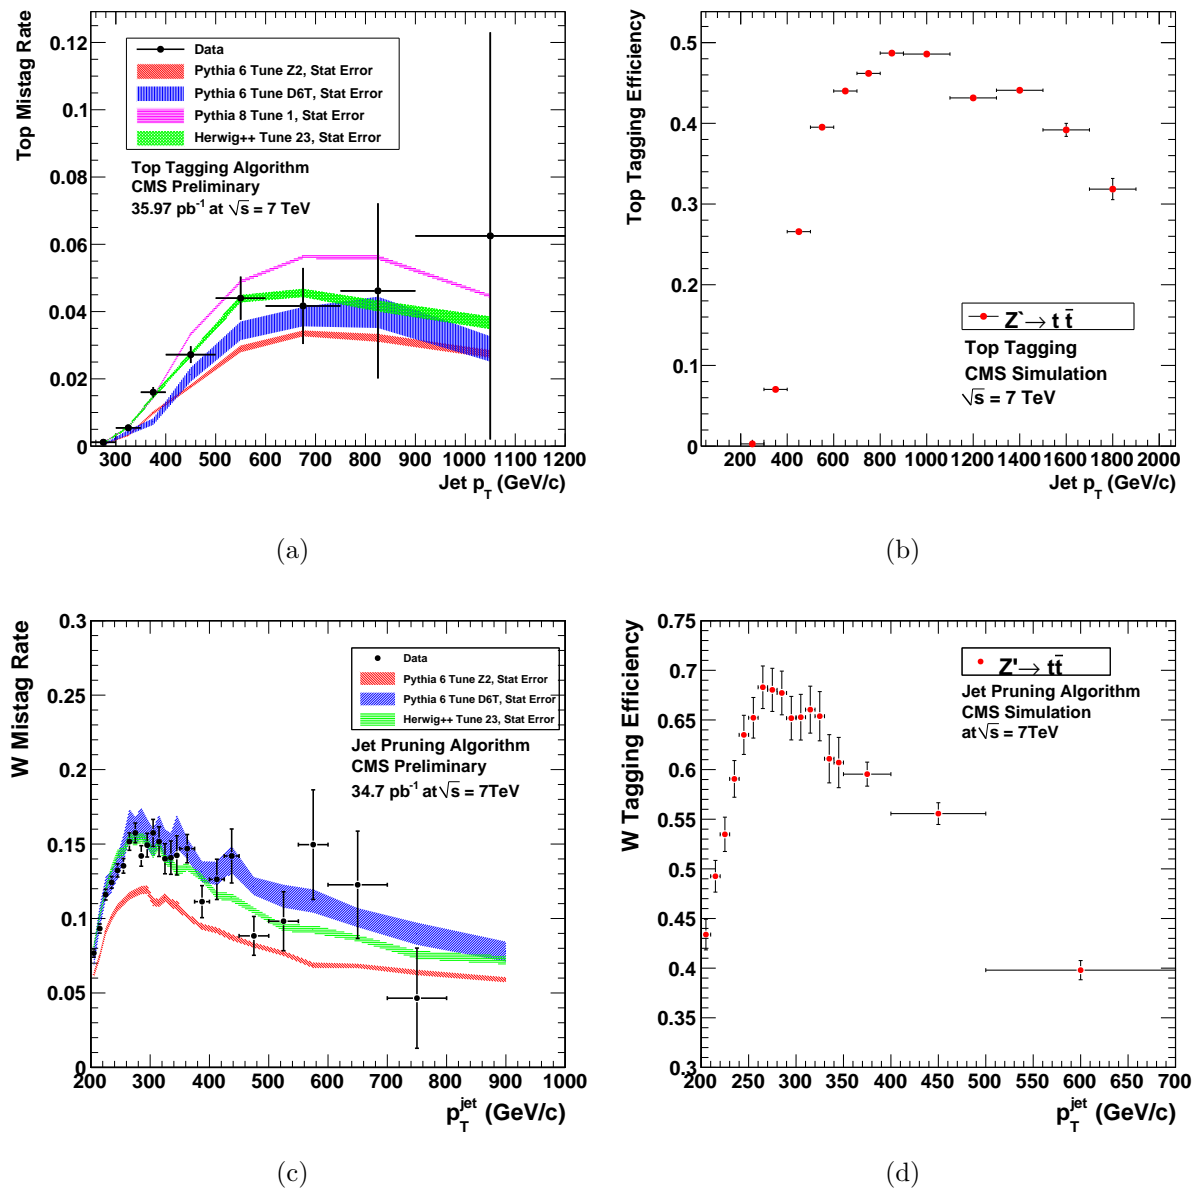 Top Mistag Rate
0.12
0.1
0.08
0.06
0.04
0.02
0
Data
Pythia 6 Tune Z2, Stat Error
Pythia 6 Tune D6T, Stat Error
Pythia 8 Tune 1, Stat Error
Herwig++ Tune 23, Stat Error
Top Tagging Algorithm
CMS Preliminary
35.97 pb⁻¹ at √s = 7 TeV
300 400 500 600 700 800 900 1000 1100 1200
Jet p_T (GeV/c)
(a)
Top Tagging Efficiency
0.5
0.4
0.3
0.2
0.1
0
Z`→ t t̄
Top Tagging
CMS Simulation
√s = 7 TeV
200 400 600 800 1000 1200 1400 1600 1800 2000
Jet p_T (GeV/c)
(b)
W Mistag Rate
0.3
0.25
0.2
0.15
0.1
0.05
0
Data
Pythia 6 Tune Z2, Stat Error
Pythia 6 Tune D6T, Stat Error
Herwig++ Tune 23, Stat Error
Jet Pruning Algorithm
CMS Preliminary
34.7 pb⁻¹ at √s = 7TeV
200 300 400 500 600 700 800 900 1000
p_T^jet (GeV/c)
(c)
W Tagging Efficiency
0.75
0.7
0.65
0.6
0.55
0.5
0.45
0.4
0.35
0.3
Z'→ tt̄
Jet Pruning Algorithm
CMS Simulation
at √s = 7TeV
200 250 300 350 400 450 500 550 600 650 700
p_T^jet (GeV/c)
(d)